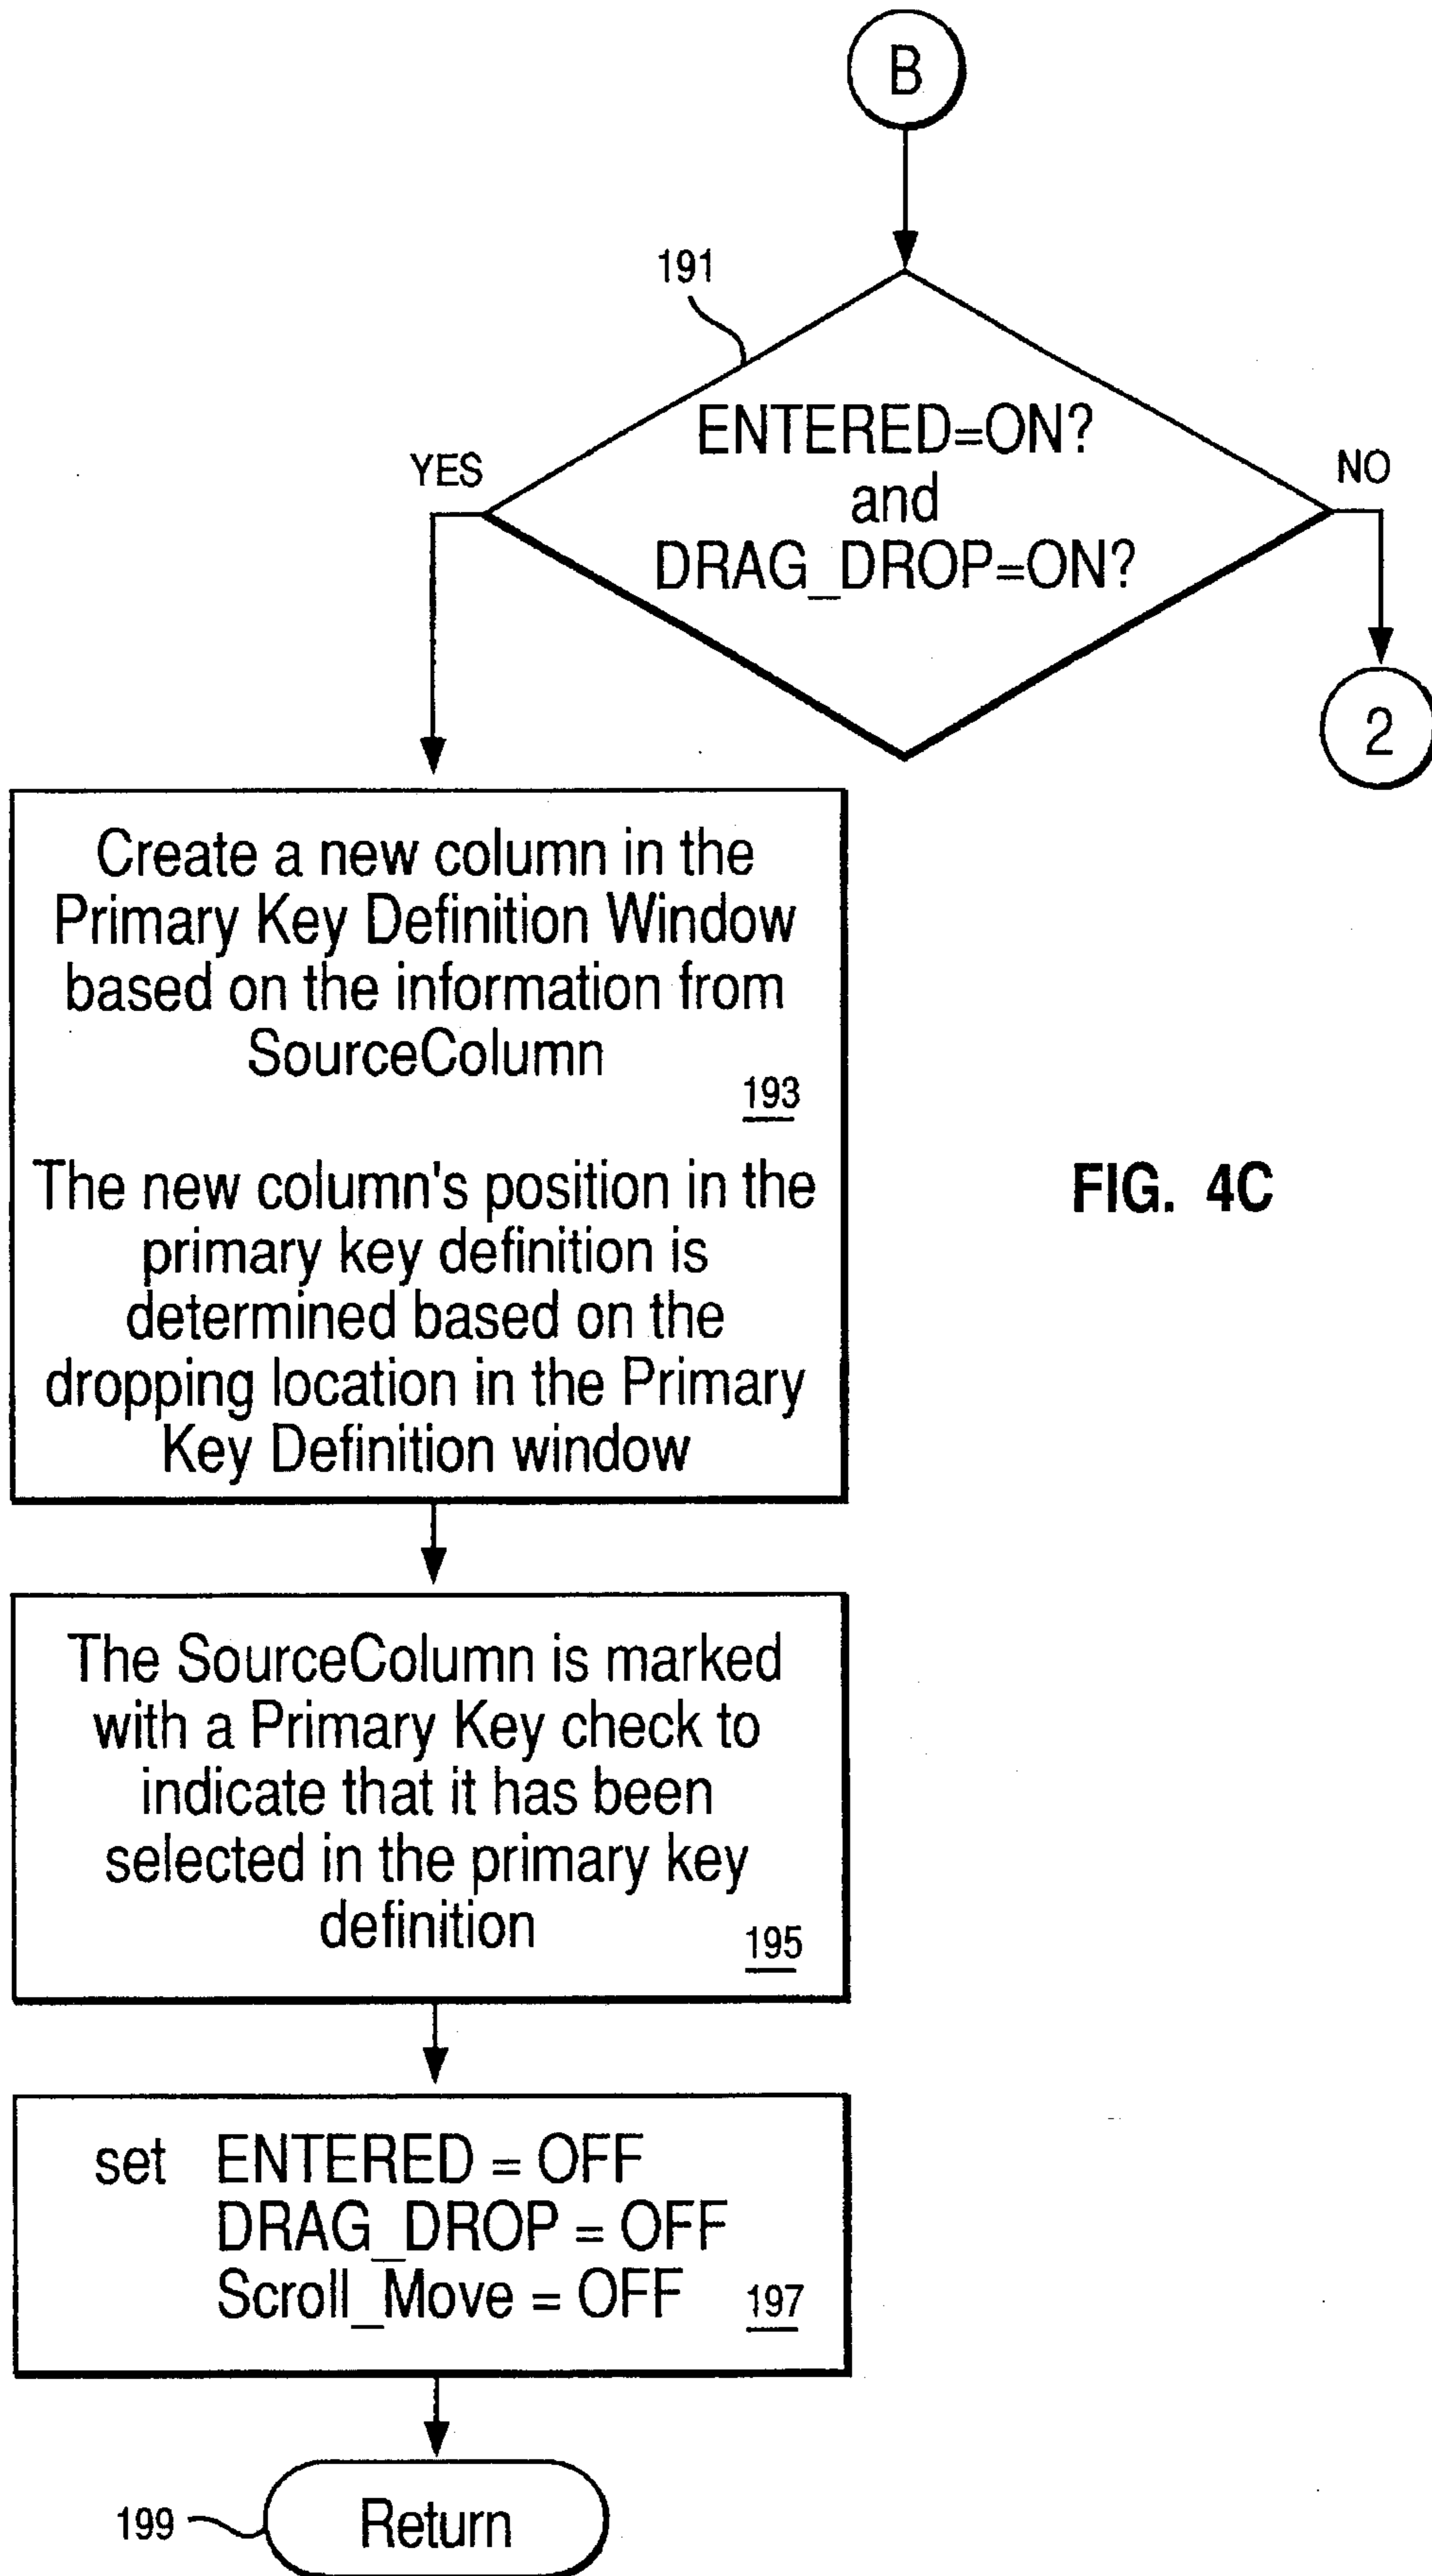 B
191
ENTERED=ON?
and
DRAG_DROP=ON?
YES
NO
2
Create a new column in the
Primary Key Definition Window
based on the information from
SourceColumn
193
The new column's position in the
primary key definition is
determined based on the
dropping location in the Primary
Key Definition window
FIG. 4C
The SourceColumn is marked
with a Primary Key check to
indicate that it has been
selected in the primary key
definition
195
set ENTERED = OFF
DRAG_DROP = OFF
Scroll_Move = OFF
197
199
Return